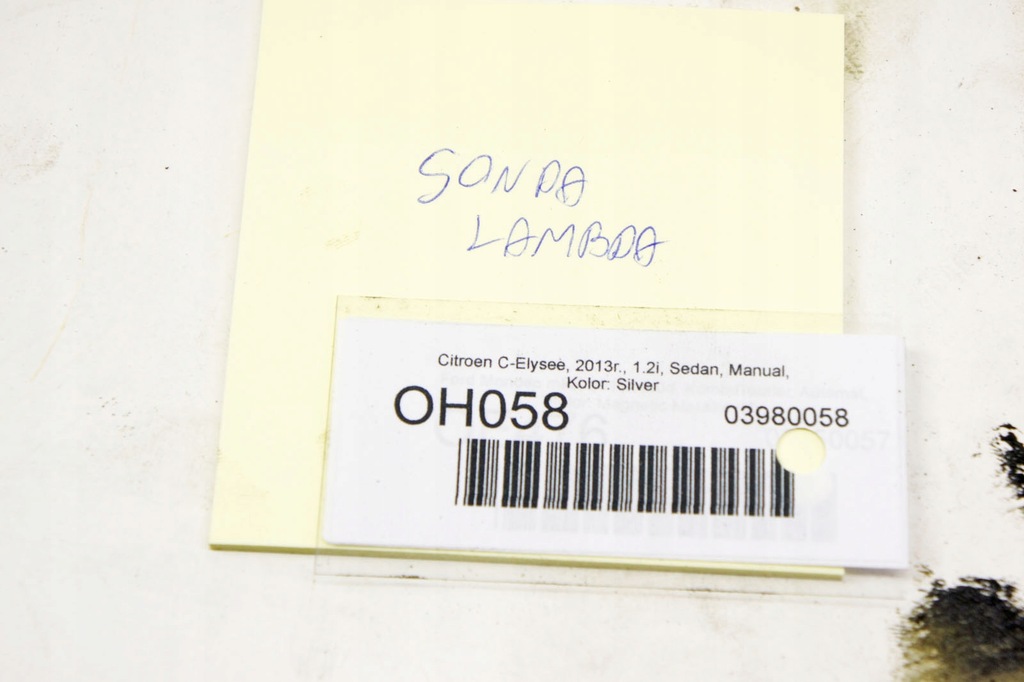 SONDA
LAMBDA
Citroen C-Elysee, 2013r., 1.2i, Sedan, Manual,
Kolor: Silver
OH058
03980058